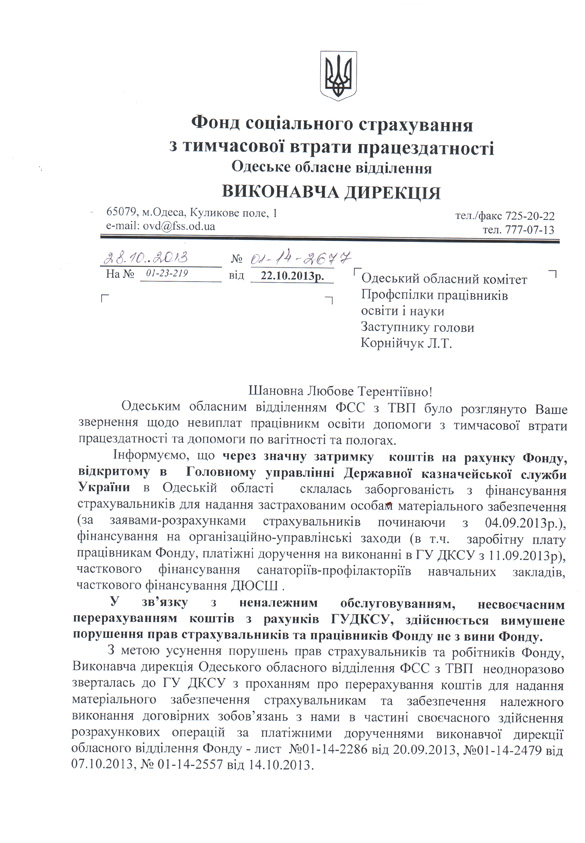 Фонд соціального страхування
з тимчасової втрати працездатності
Одеське обласне відділення
ВИКОНАВЧА ДИРЕКЦІЯ
65079, м.Одеса, Куликове поле, 1
e-mail: ovd@fss.od.ua
тел./факс 725-20-22
тел. 777-07-13
28.10..2013 № 01-14-2677
На № 01-23-219 від 22.10.2013р.
Одеський обласний комітет
Профспілки працівників
освіти і науки
Заступнику голови
Корнійчук Л.Т.
Шановна Любове Терентіївно!
Одеським обласним відділенням ФСС з ТВП було розглянуто Ваше
звернення щодо невиплат працівникм освіти допомоги з тимчасової втрати
працездатності та допомоги по вагітності та пологах.
Інформуємо, що через значну затримку коштів на рахунку Фонду,
відкритому в Головному управлінні Державної казначейської служби
України в Одеській області склалась заборгованість з фінансування
страхувальників для надання застрахованим особам матеріального забезпечення
(за заявами-розрахунками страхувальників починаючи з 04.09.2013р.),
фінансування на організаційно-управлінські заходи (в т.ч. заробітну плату
працівникам Фонду, платіжні доручення на виконанні в ГУ ДКСУ з 11.09.2013р),
часткового фінансування санаторіїв-профілакторіїв навчальних закладів,
часткового фінансування ДЮСШ .
У зв’язку з неналежним обслуговуванням, несвоєчасним
перерахуванням коштів з рахунків ГУДКСУ, здійснюється вимушене
порушення прав страхувальників та працівників Фонду не з вини Фонду.
З метою усунення порушень прав страхувальників та робітників Фонду,
Виконавча дирекція Одеського обласного відділення ФСС з ТВП неодноразово
зверталась до ГУ ДКСУ з проханням про перерахування коштів для надання
матеріального забезпечення страхувальникам та забезпечення належного
виконання договірних зобов’язань з нами в частині своєчасного здійснення
розрахункових операцій за платіжними дорученнями виконавчої дирекції
обласного відділення Фонду - лист №01-14-2286 від 20.09.2013, №01-14-2479 від
07.10.2013, № 01-14-2557 від 14.10.2013.